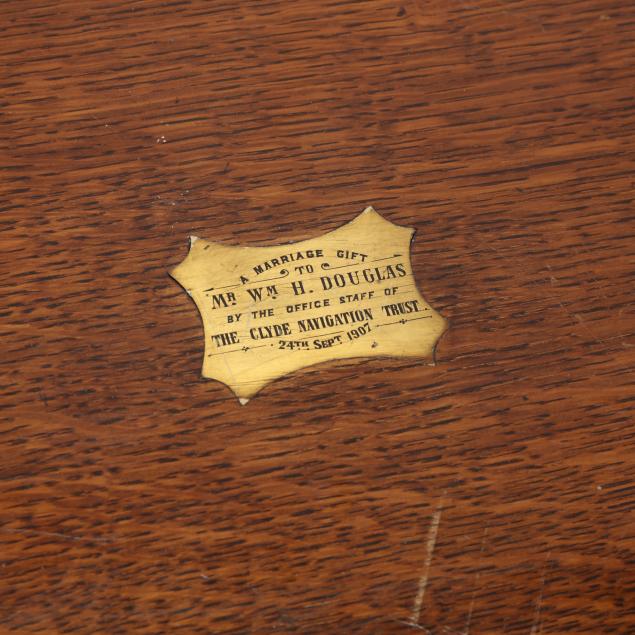 A MARRIAGE GIFT
TO
MR WM H. DOUGLAS
BY THE OFFICE STAFF OF
THE CLYDE NAVIGATION TRUST.
24TH SEPT 1907